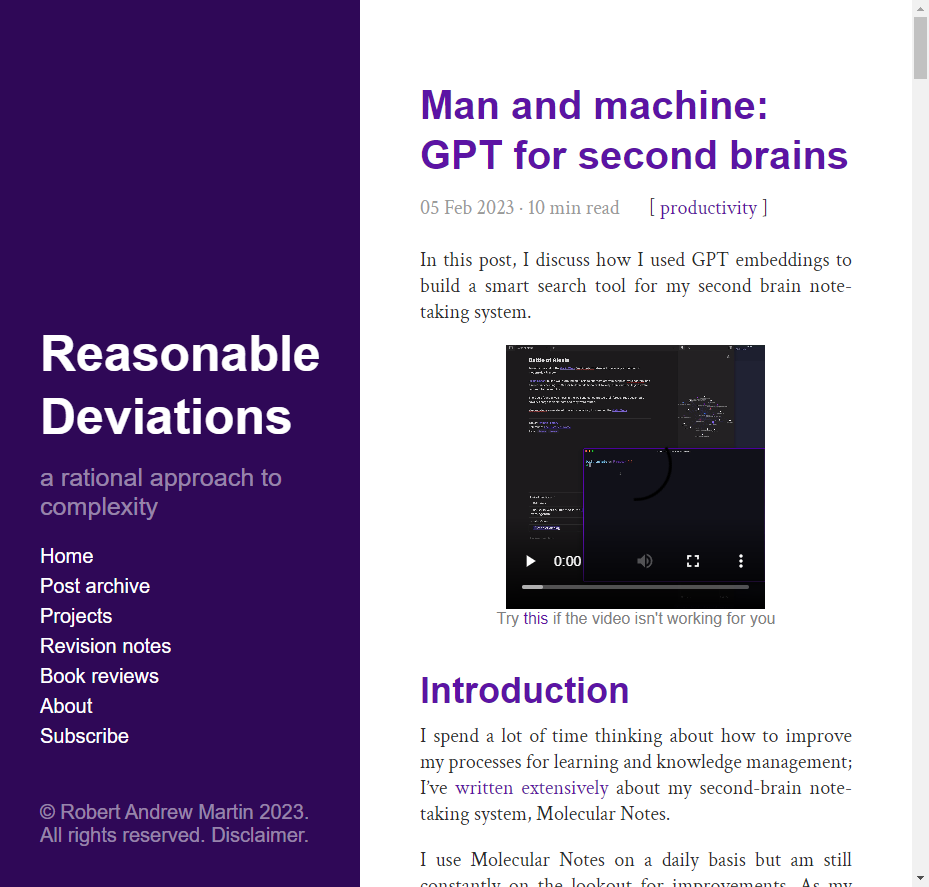 Reasonable
Deviations
a rational approach to
complexity
Home
Post archive
Projects
Revision notes
Book reviews
About
Subscribe
© Robert Andrew Martin 2023.
All rights reserved. Disclaimer.
Man and machine:
GPT for second brains
05 Feb 2023 · 10 min read [ productivity ]
In this post, I discuss how I used GPT embeddings to
build a smart search tool for my second brain note-
taking system.
Battle of Alesia
0:00
Try this if the video isn't working for you
Introduction
I spend a lot of time thinking about how to improve
my processes for learning and knowledge management;
I’ve written extensively about my second-brain note-
taking system, Molecular Notes.
I use Molecular Notes on a daily basis but am still
constantly on the lookout for improvements. As my